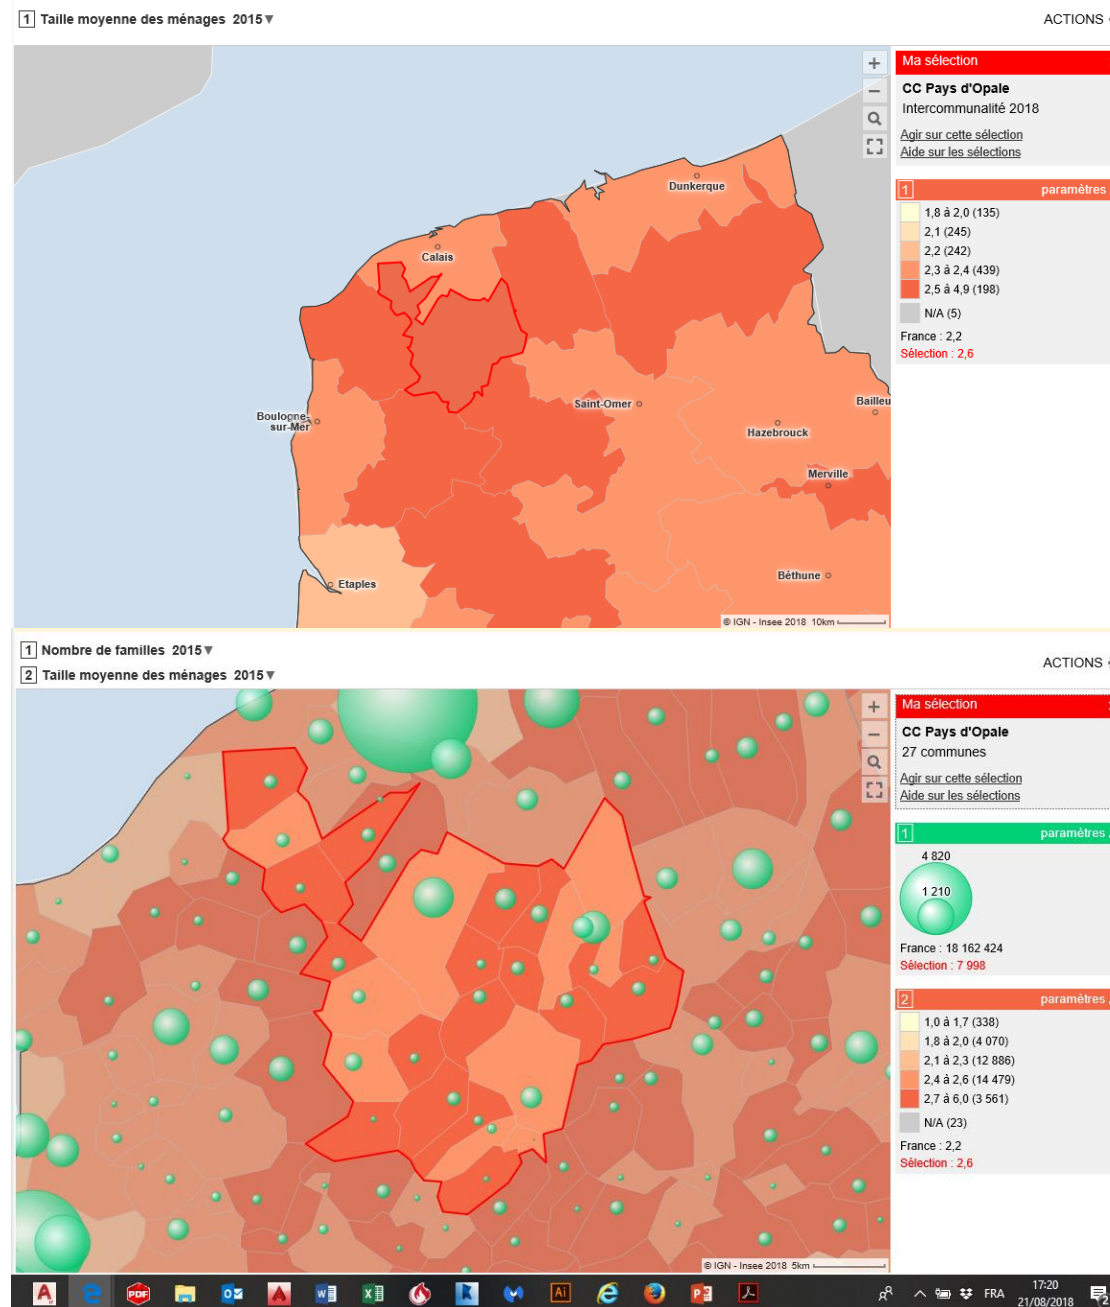 1 Taille moyenne des ménages 2015
ACTIONS
Ma sélection
CC Pays d'Opale
Intercommunalité 2018
Agir sur cette sélection
Aide sur les sélections
1 paramètres
1,8 à 2,0 (135)
2,1 (245)
2,2 (242)
2,3 à 2,4 (439)
2,5 à 4,9 (198)
N/A (5)
France : 2,2
Sélection : 2,6
Dunkerque
Calais
Boulogne-
sur-Mer
Saint-Omer
Bailleu
Hazebrouck
Merville
Etaples
Béthune
© IGN - Insee 2018 10km
1 Nombre de familles 2015
2 Taille moyenne des ménages 2015
ACTIONS
Ma sélection
CC Pays d'Opale
27 communes
Agir sur cette sélection
Aide sur les sélections
1 paramètres
4 820
1 210
France : 18 162 424
Sélection : 7 998
2 paramètres
1,0 à 1,7 (338)
1,8 à 2,0 (4 070)
2,1 à 2,3 (12 886)
2,4 à 2,6 (14 479)
2,7 à 6,0 (3 561)
N/A (23)
France : 2,2
Sélection : 2,6
© IGN - Insee 2018 5km
PDF
Ai
FRA
17:20
21/08/2018
2